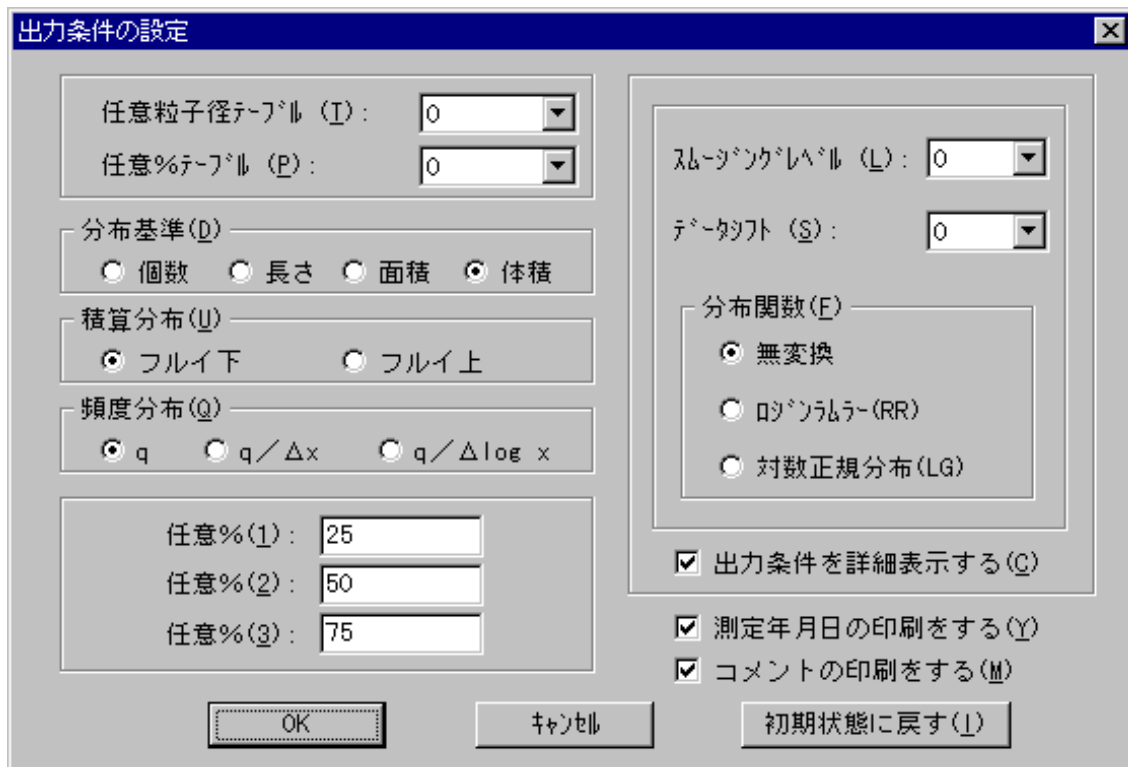 出力条件の設定
任意粒子径ﾃｰﾌﾞﾙ (T): 0
任意%ﾃｰﾌﾞﾙ (P): 0
分布基準(D)
個数 長さ 面積 体積
積算分布(U)
フルイ下 フルイ上
頻度分布(Q)
q q/Δx q/Δlog x
任意%(1): 25
任意%(2): 50
任意%(3): 75
ｽﾑｰｼﾞﾝｸﾞﾚﾍﾞﾙ (L): 0
ﾃﾞｰﾀｼﾌﾄ (S): 0
分布関数(F)
無変換
ﾛｼﾞﾝﾗﾑﾗｰ(RR)
対数正規分布(LG)
出力条件を詳細表示する(C)
測定年月日の印刷をする(Y)
コメントの印刷をする(M)
OK ｷｬﾝｾﾙ 初期状態に戻す(I)